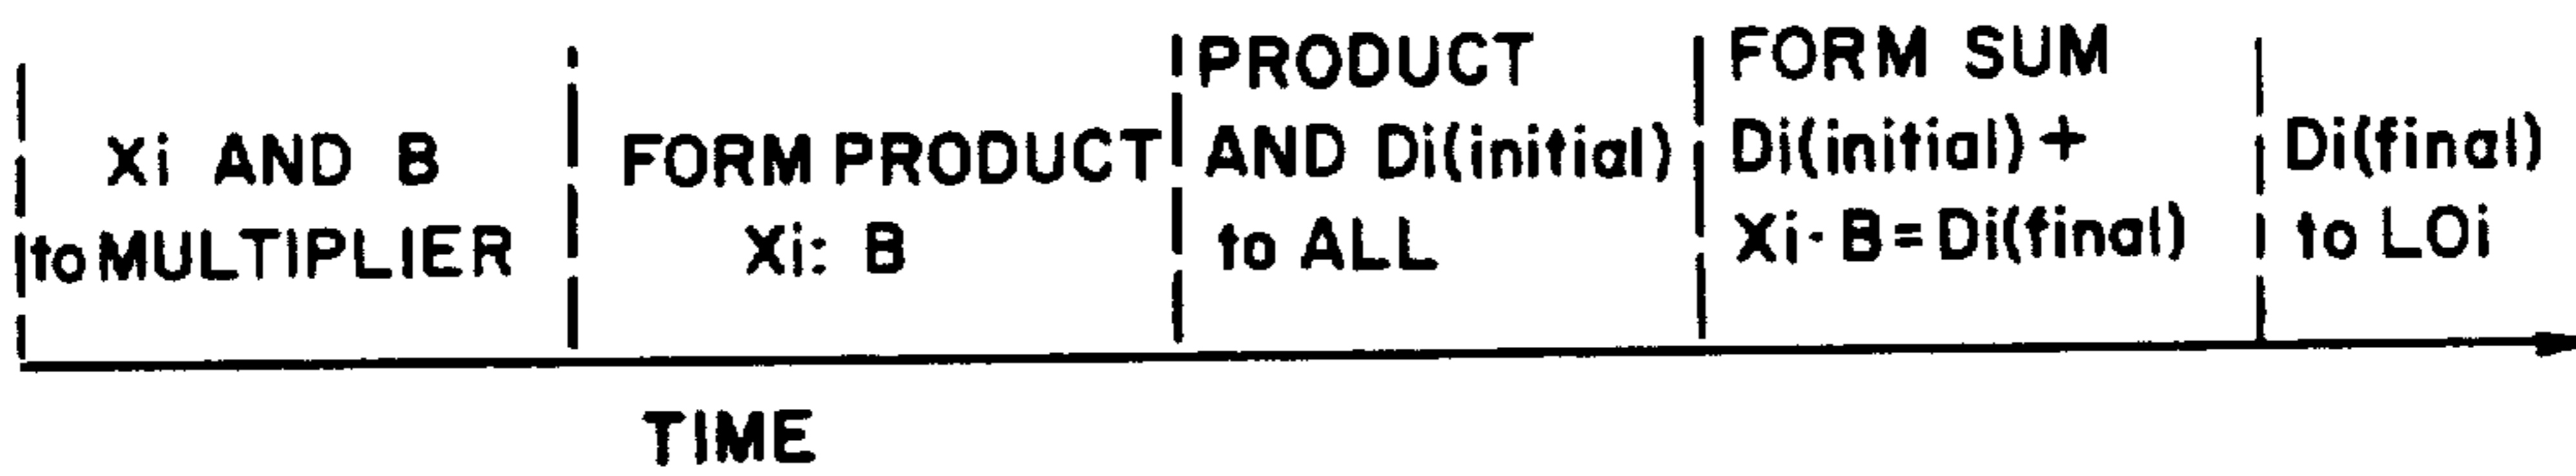 Xi AND B
to MULTIPLIER
FORM PRODUCT
Xi: B
PRODUCT
AND Di(initial)
to ALL
FORM SUM
Di(initial) +
Xi · B = Di(final)
Di(final)
to LOi
TIME